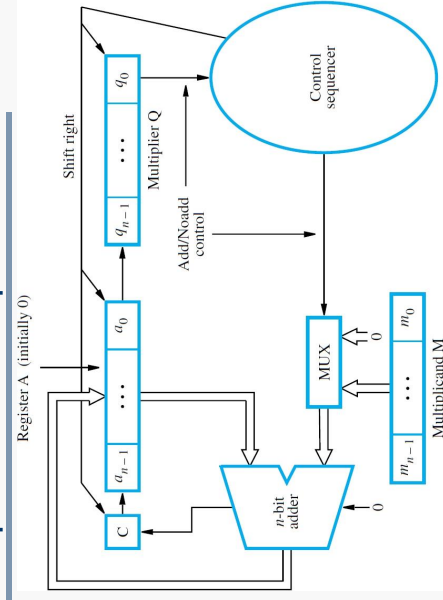 Register A (initially 0)
Shift right
C
a_{n-1}
...
a_0
q_{n-1}
...
q_0
Multiplier Q
Add/Noadd
control
n-bit
adder
MUX
Control
sequencer
0
0
m_{n-1}
...
m_0
Multiplicand M